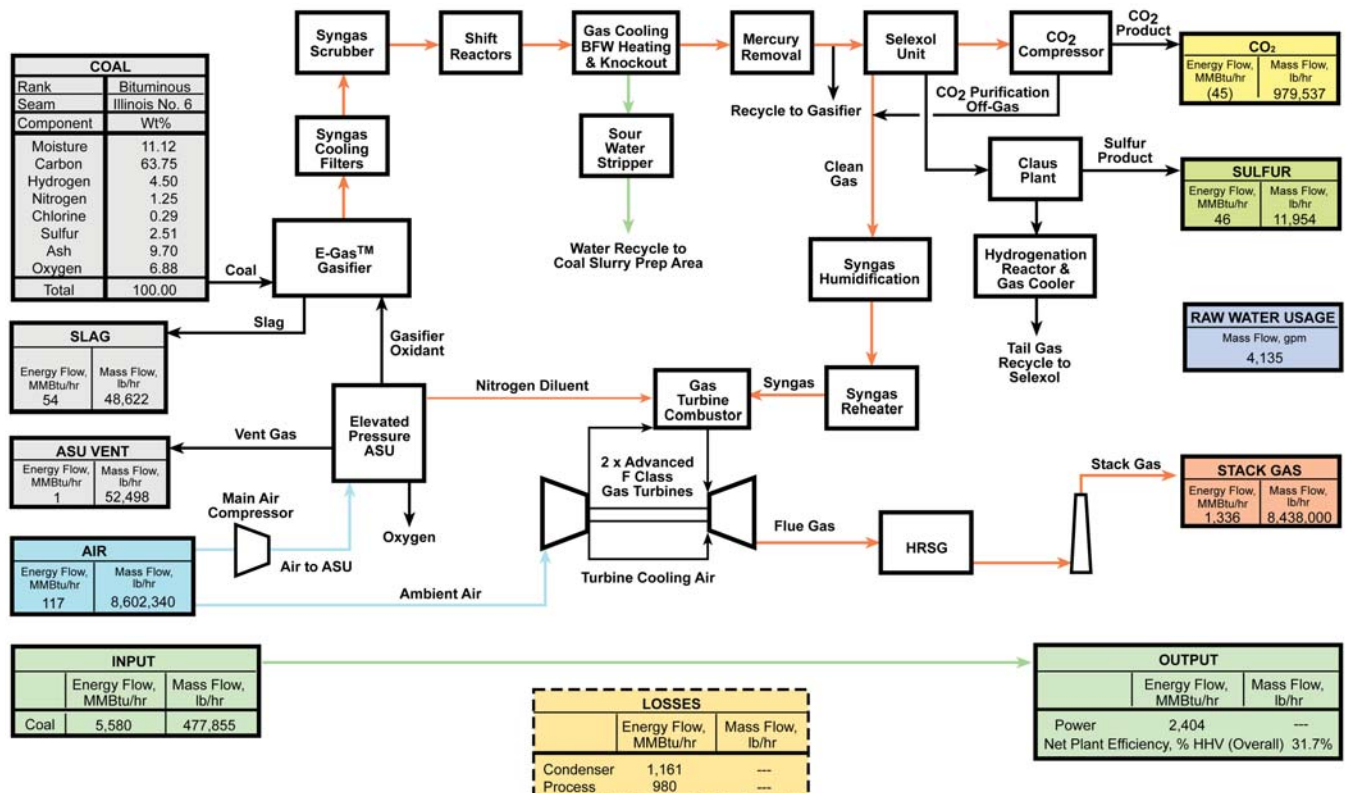 Syngas
Scrubber
Shift
Reactors
Gas Cooling
BFW Heating
& Knockout
Mercury
Removal
Selexol
Unit
CO2
Compressor
CO2
Product
CO2
Energy Flow,
MMBtu/hr
Mass Flow,
lb/hr
(45)
979,537
COAL
Rank Bituminous
Seam Illinois No. 6
Component Wt%
Moisture 11.12
Carbon 63.75
Hydrogen 4.50
Nitrogen 1.25
Chlorine 0.29
Sulfur 2.51
Ash 9.70
Oxygen 6.88
Total 100.00
Coal
Syngas
Cooling
Filters
E-Gas™
Gasifier
Sour
Water
Stripper
Water Recycle to
Coal Slurry Prep Area
Recycle to Gasifier
CO2 Purification
Off-Gas
Clean
Gas
Claus
Plant
Sulfur
Product
SULFUR
Energy Flow,
MMBtu/hr
Mass Flow,
lb/hr
46
11,954
Syngas
Humidification
Hydrogenation
Reactor &
Gas Cooler
Tail Gas
Recycle to
Selexol
RAW WATER USAGE
Mass Flow, gpm
4,135
Slag
SLAG
Energy Flow,
MMBtu/hr
Mass Flow,
lb/hr
54
48,622
Gasifier
Oxidant
Nitrogen Diluent
Gas
Turbine
Combustor
Syngas
Syngas
Reheater
Elevated
Pressure
ASU
Vent Gas
ASU VENT
Energy Flow,
MMBtu/hr
Mass Flow,
lb/hr
1
52,498
Main Air
Compressor
Air to ASU
Oxygen
2 x Advanced
F Class
Gas Turbines
Turbine Cooling Air
Flue Gas
HRSG
Stack Gas
STACK GAS
Energy Flow,
MMBtu/hr
Mass Flow,
lb/hr
1,336
8,438,000
AIR
Energy Flow,
MMBtu/hr
Mass Flow,
lb/hr
117
8,602,340
Ambient Air
INPUT
Energy Flow,
MMBtu/hr
Mass Flow,
lb/hr
Coal 5,580 477,855
LOSSES
Energy Flow,
MMBtu/hr
Mass Flow,
lb/hr
Condenser 1,161 ---
Process 980 ---
OUTPUT
Energy Flow,
MMBtu/hr
Mass Flow,
lb/hr
Power 2,404 ---
Net Plant Efficiency, % HHV (Overall) 31.7%